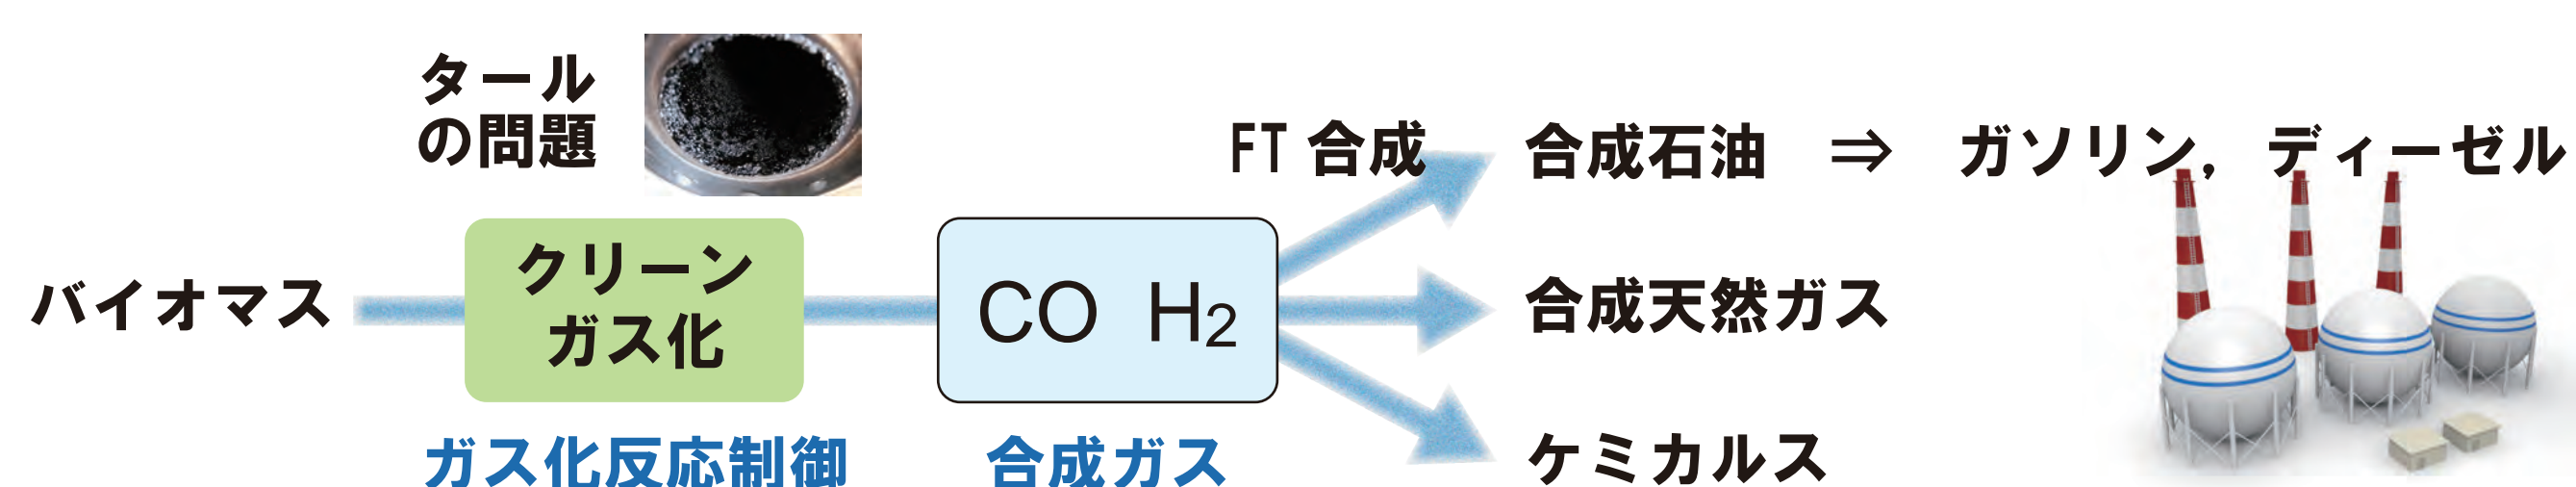 タール
の問題
FT 合成
合成石油 ⇒ ガソリン，ディーゼル
バイオマス
クリーン
ガス化
CO H2
合成天然ガス
ガス化反応制御
合成ガス
ケミカルス